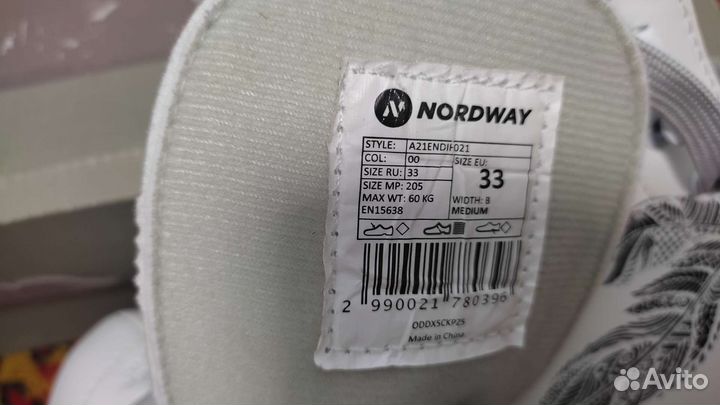 NORDWAY
STYLE: A21ENDIF021
COL: 00 SIZE EU:
SIZE RU: 33 33
SIZE MP: 205
MAX WT: 60 KG WIDTH: B
EN15638 MEDIUM
2 990021 780396
ODDX5CK9Z5
Made in China.
Avito